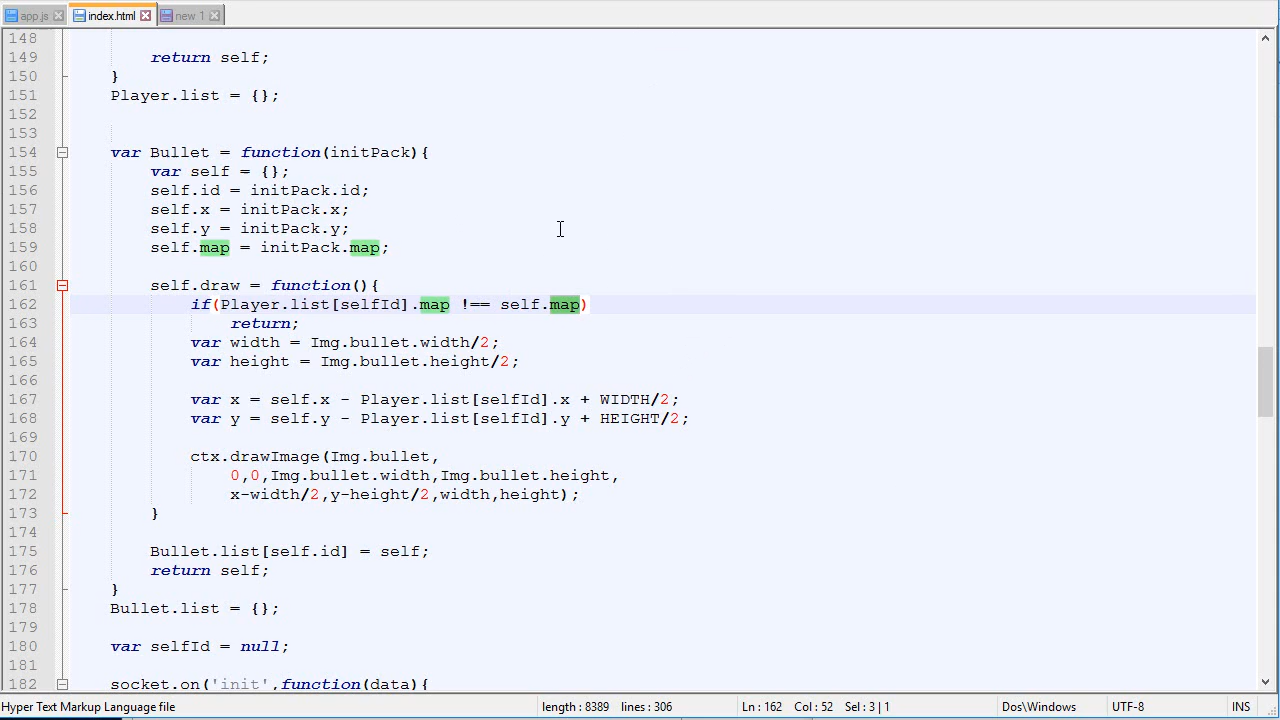 app.js index.html new 1
148
149 return self;
150 }
151 Player.list = {};
152
153
154 var Bullet = function(initPack){
155 var self = {};
156 self.id = initPack.id;
157 self.x = initPack.x;
158 self.y = initPack.y;
159 self.map = initPack.map;
160
161 self.draw = function(){
162 if(Player.list[selfId].map !== self.map)
163 return;
164 var width = Img.bullet.width/2;
165 var height = Img.bullet.height/2;
166
167 var x = self.x - Player.list[selfId].x + WIDTH/2;
168 var y = self.y - Player.list[selfId].y + HEIGHT/2;
169
170 ctx.drawImage(Img.bullet,
171 0,0,Img.bullet.width,Img.bullet.height,
172 x-width/2,y-height/2,width,height);
173 }
174
175 Bullet.list[self.id] = self;
176 return self;
177 }
178 Bullet.list = {};
179
180 var selfId = null;
181
182 socket.on('init',function(data){
Hyper Text Markup Language file length : 8389 lines : 306 Ln : 162 Col : 52 Sel : 3 | 1 Dos\Windows UTF-8 INS